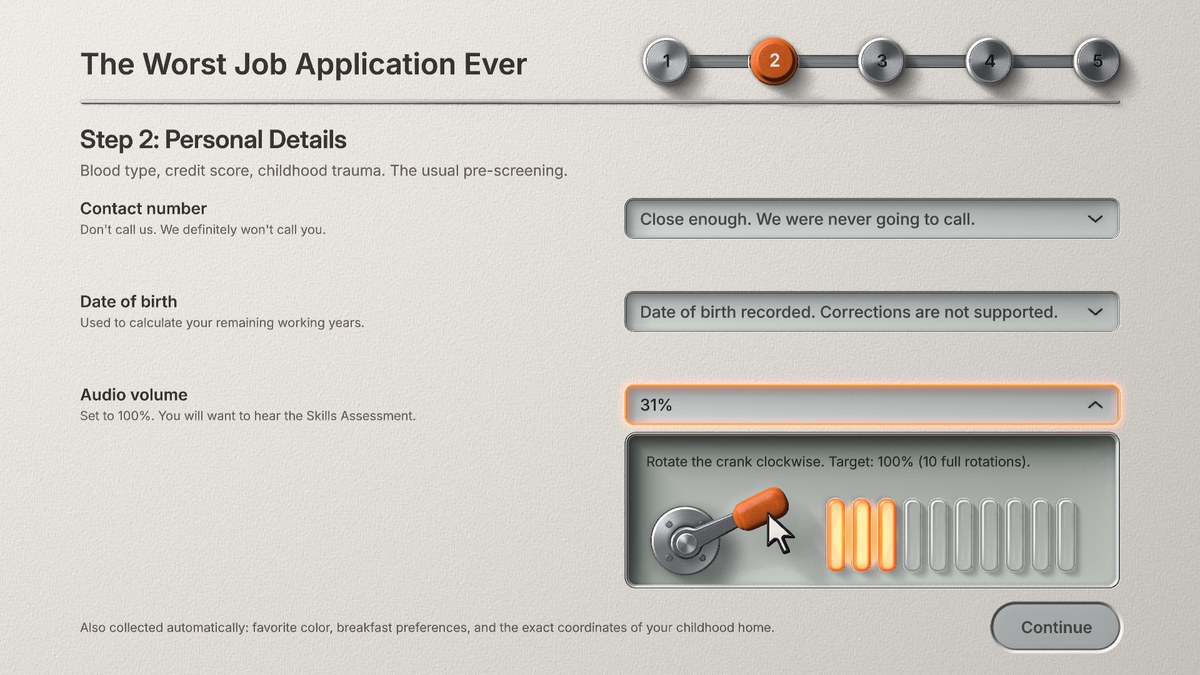 The Worst Job Application Ever
1 2 3 4 5
Step 2: Personal Details
Blood type, credit score, childhood trauma. The usual pre-screening.
Contact number
Don't call us. We definitely won't call you.
Close enough. We were never going to call.
Date of birth
Used to calculate your remaining working years.
Date of birth recorded. Corrections are not supported.
Audio volume
Set to 100%. You will want to hear the Skills Assessment.
31%
Rotate the crank clockwise. Target: 100% (10 full rotations).
Also collected automatically: favorite color, breakfast preferences, and the exact coordinates of your childhood home.
Continue